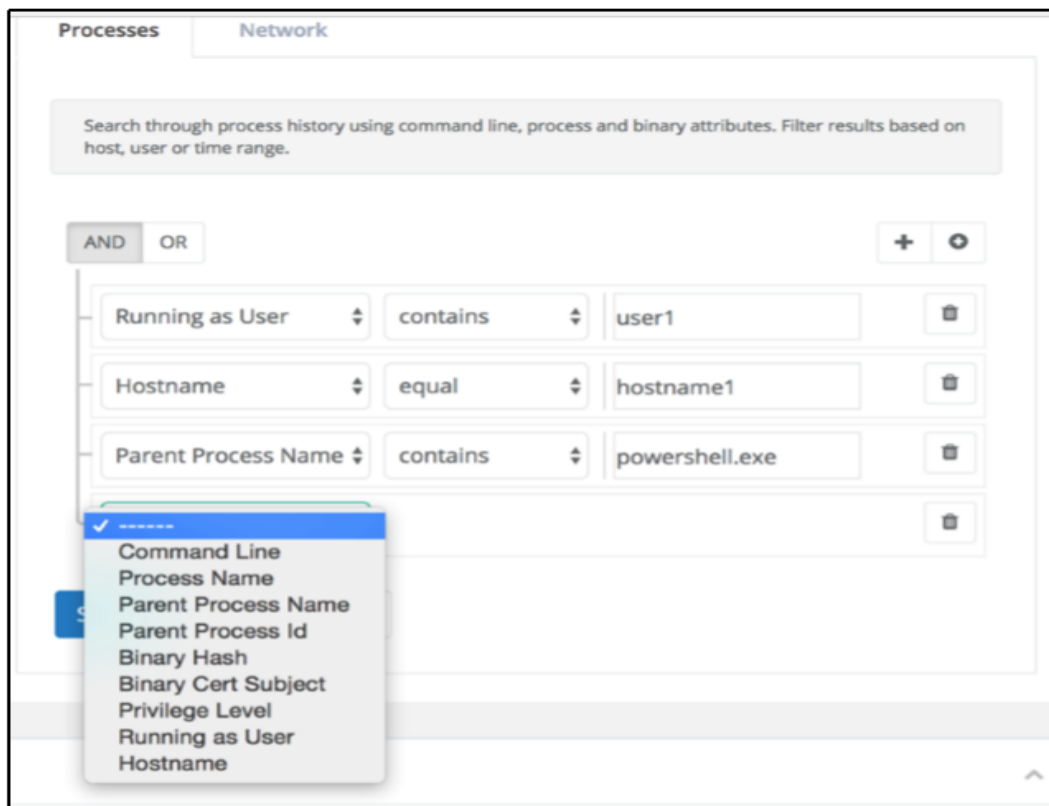 Processes Network
Search through process history using command line, process and binary attributes. Filter results based on
host, user or time range.
AND OR
Running as User contains user1
Hostname equal hostname1
Parent Process Name contains powershell.exe
------
Command Line
Process Name
Parent Process Name
Parent Process Id
Binary Hash
Binary Cert Subject
Privilege Level
Running as User
Hostname